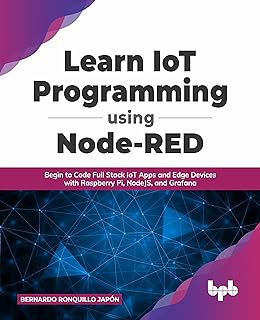 Learn IoT
Programming
using
Node-RED
Begin to Code Full Stack IoT Apps and Edge Devices
with Raspberry Pi, NodeJS, and Grafana
BERNARDO RONQUILLO JAPÓN
bpb